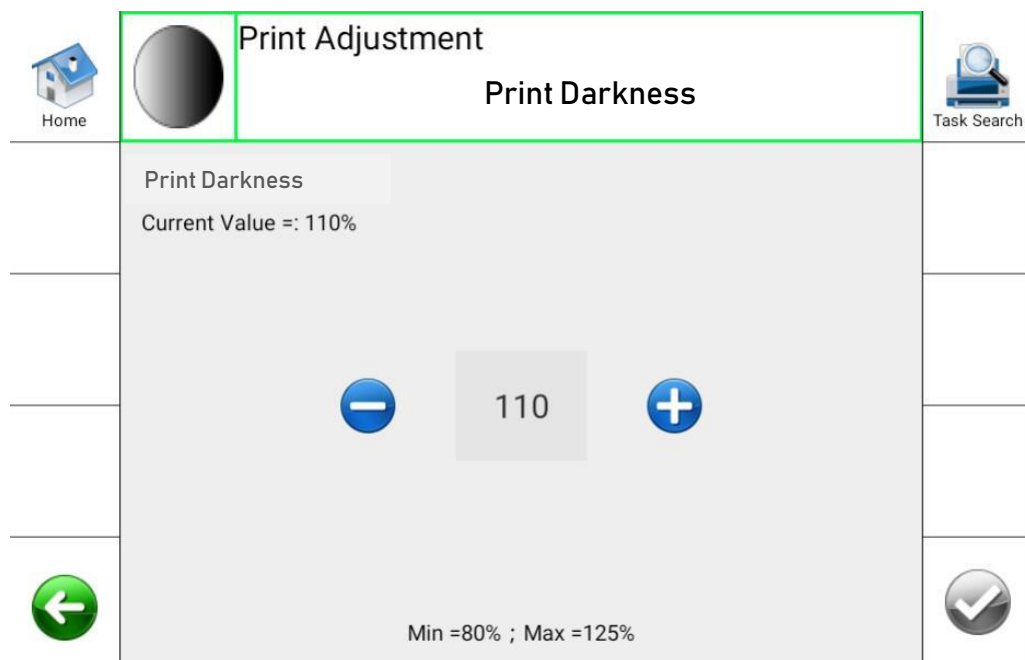 Print Adjustment
Print Darkness
Home
Task Search
Print Darkness
Current Value =: 110%
110
Min =80% ; Max =125%